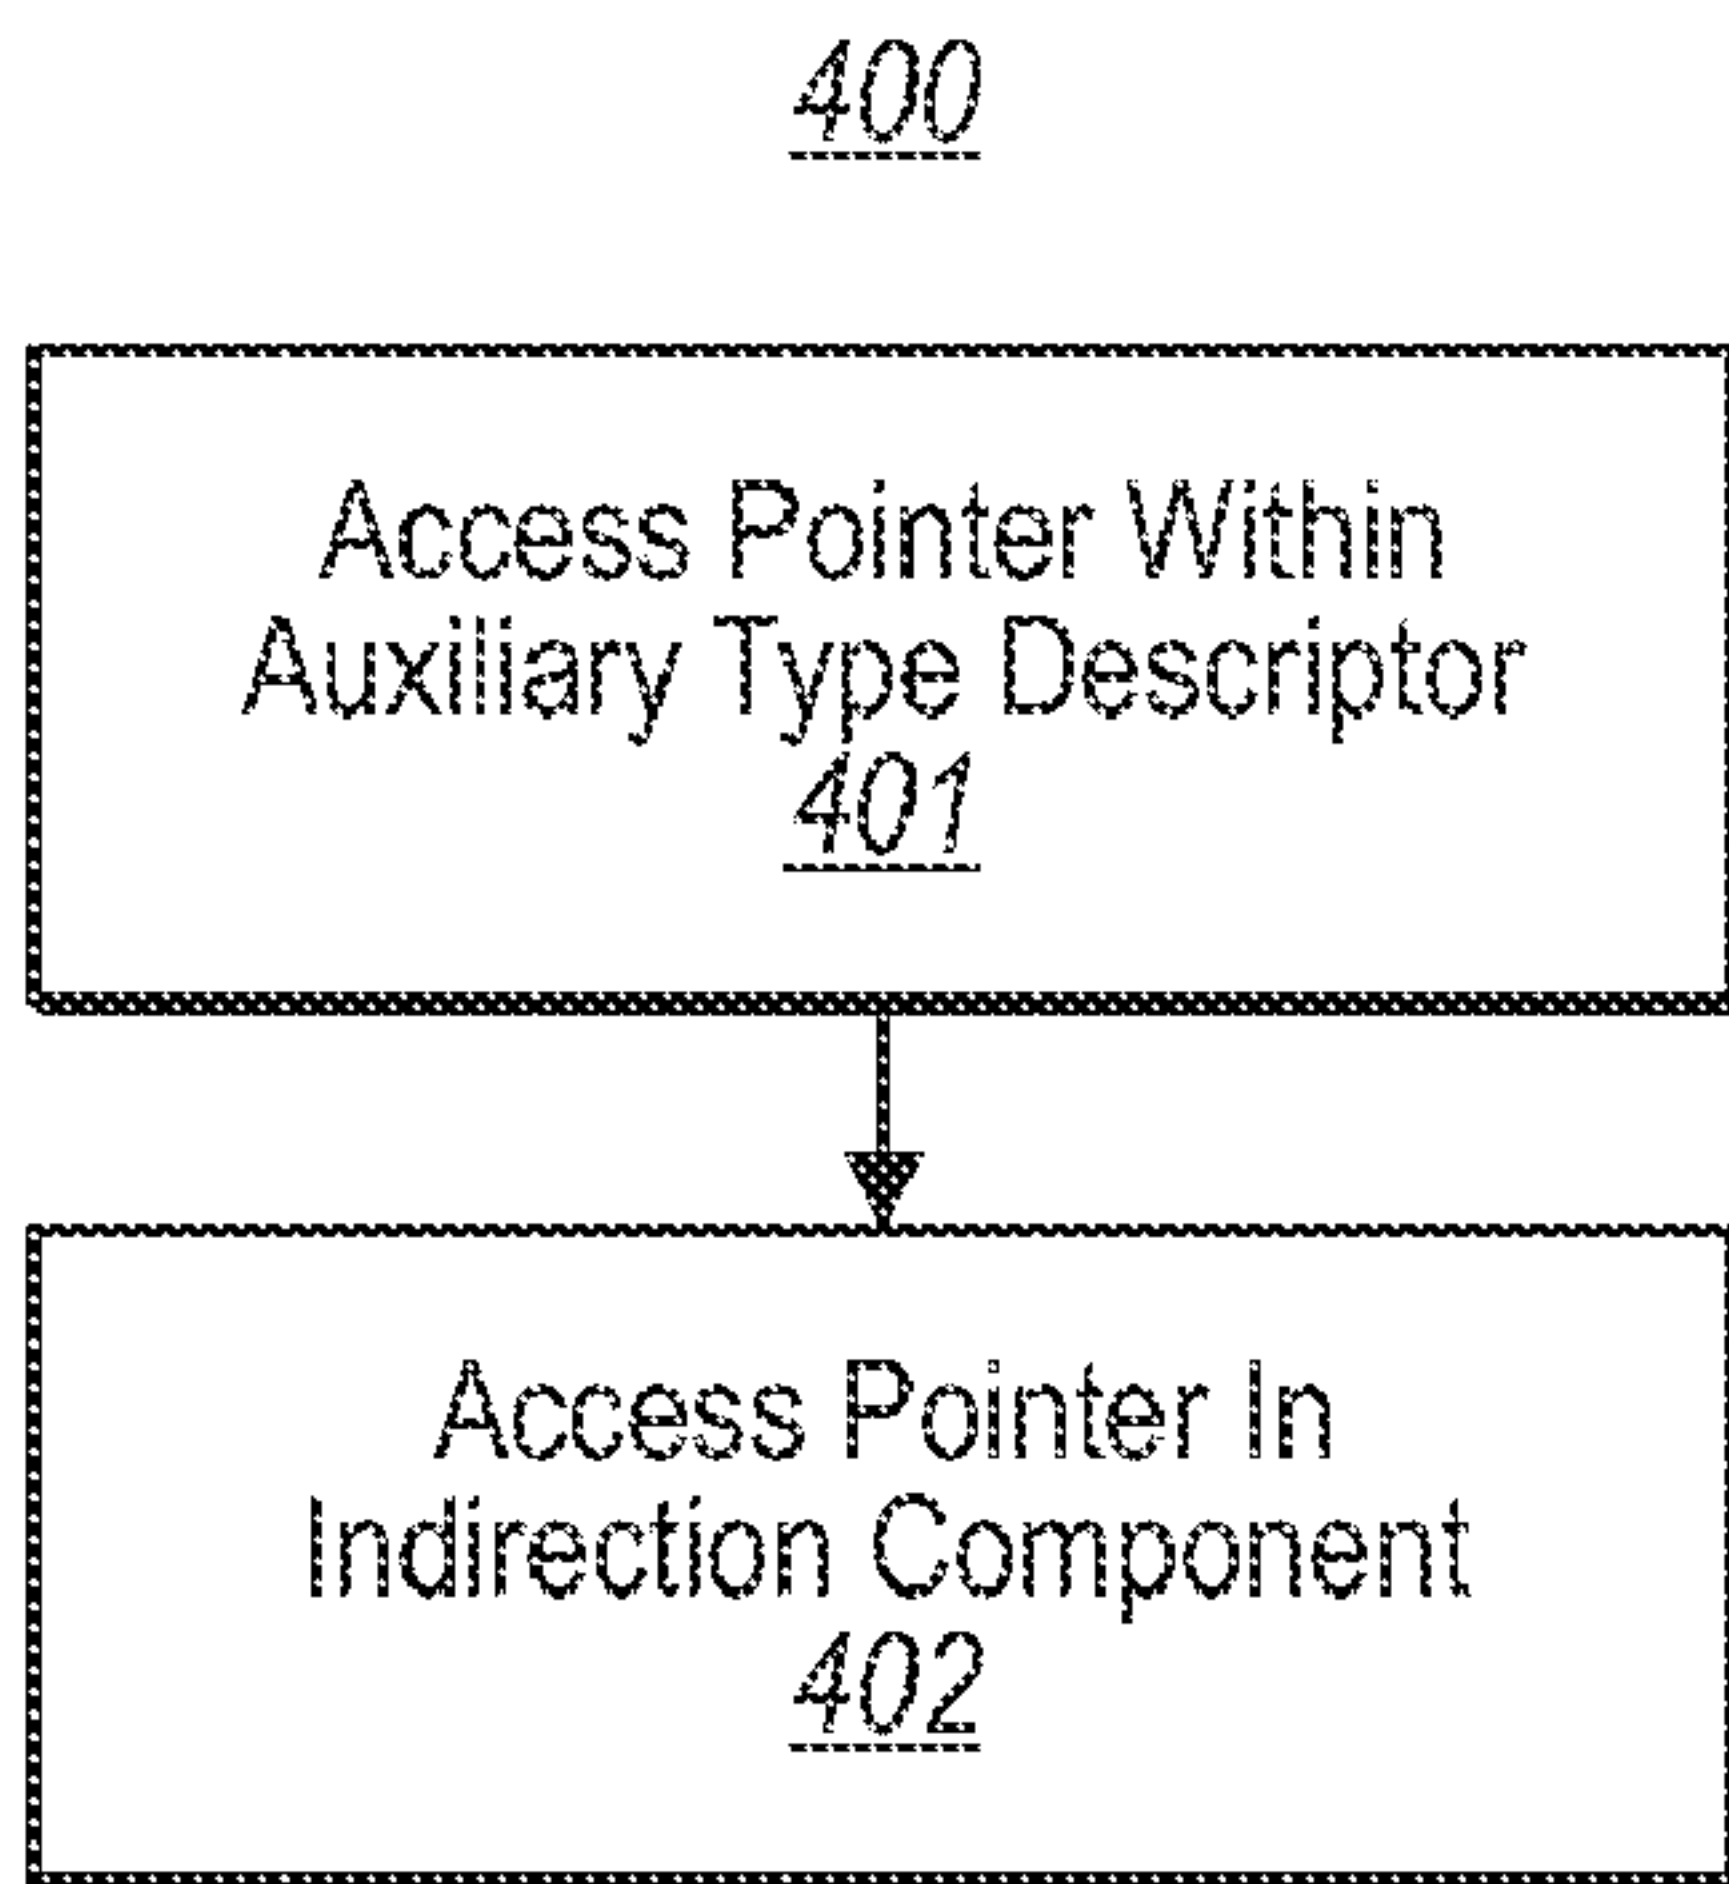 400
Access Pointer Within
Auxiliary Type Descriptor
401
Access Pointer In
Indirection Component
402